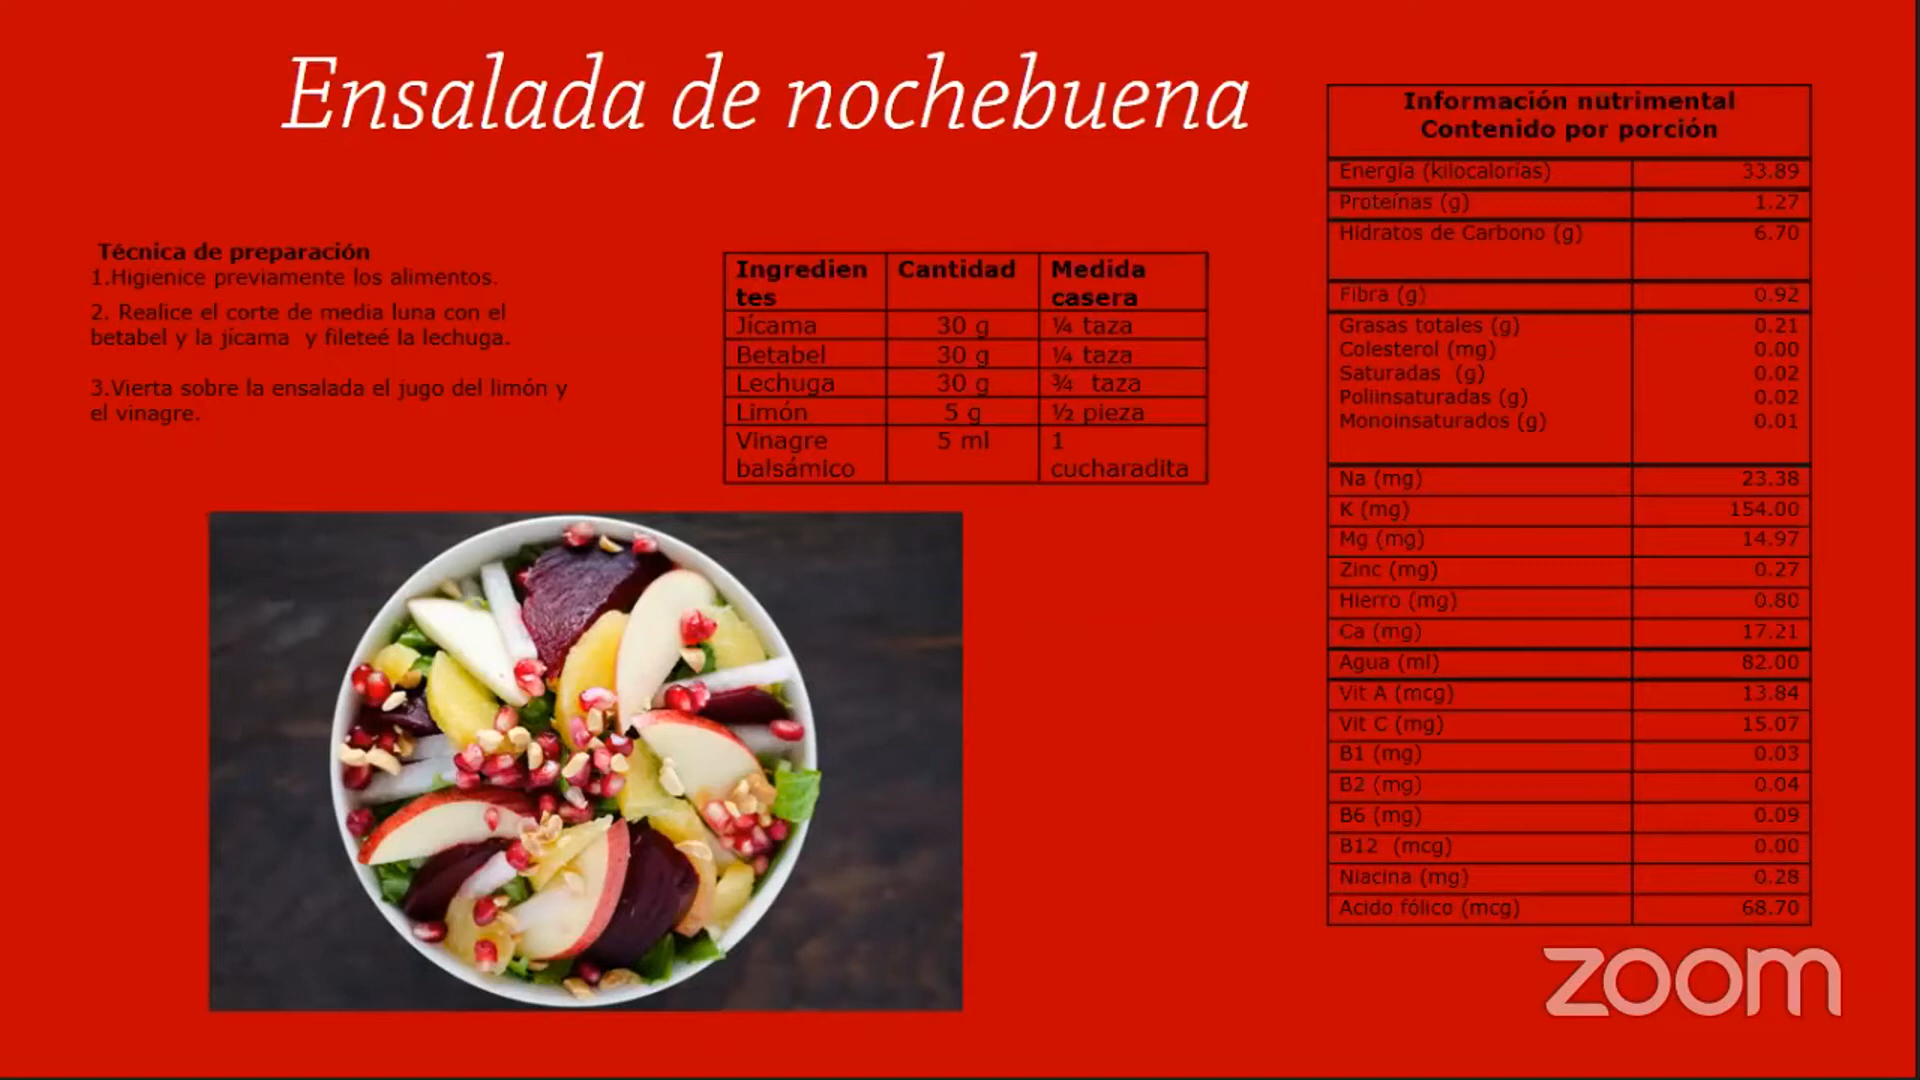 Ensalada de nochebuena
Técnica de preparación
1.Higienice previamente los alimentos.
2. Realice el corte de media luna con el
betabel y la jícama y fileteé la lechuga.
3.Vierta sobre la ensalada el jugo del limón y
el vinagre.
Ingredien Cantidad Medida
tes casera
Jícama 30 g ¼ taza
Betabel 30 g ¼ taza
Lechuga 30 g ¾ taza
Limón 5 g ½ pieza
Vinagre 5 ml 1
balsámico cucharadita
Información nutrimental
Contenido por porción
Energía (kilocalorías) 33.89
Proteínas (g) 1.27
Hidratos de Carbono (g) 6.70
Fibra (g) 0.92
Grasas totales (g) 0.21
Colesterol (mg) 0.00
Saturadas (g) 0.02
Poliinsaturadas (g) 0.02
Monoinsaturados (g) 0.01
Na (mg) 23.38
K (mg) 154.00
Mg (mg) 14.97
Zinc (mg) 0.27
Hierro (mg) 0.80
Ca (mg) 17.21
Agua (ml) 82.00
Vit A (mcg) 13.84
Vit C (mg) 15.07
B1 (mg) 0.03
B2 (mg) 0.04
B6 (mg) 0.09
B12 (mcg) 0.00
Niacina (mg) 0.28
Acido fólico (mcg) 68.70
zoom